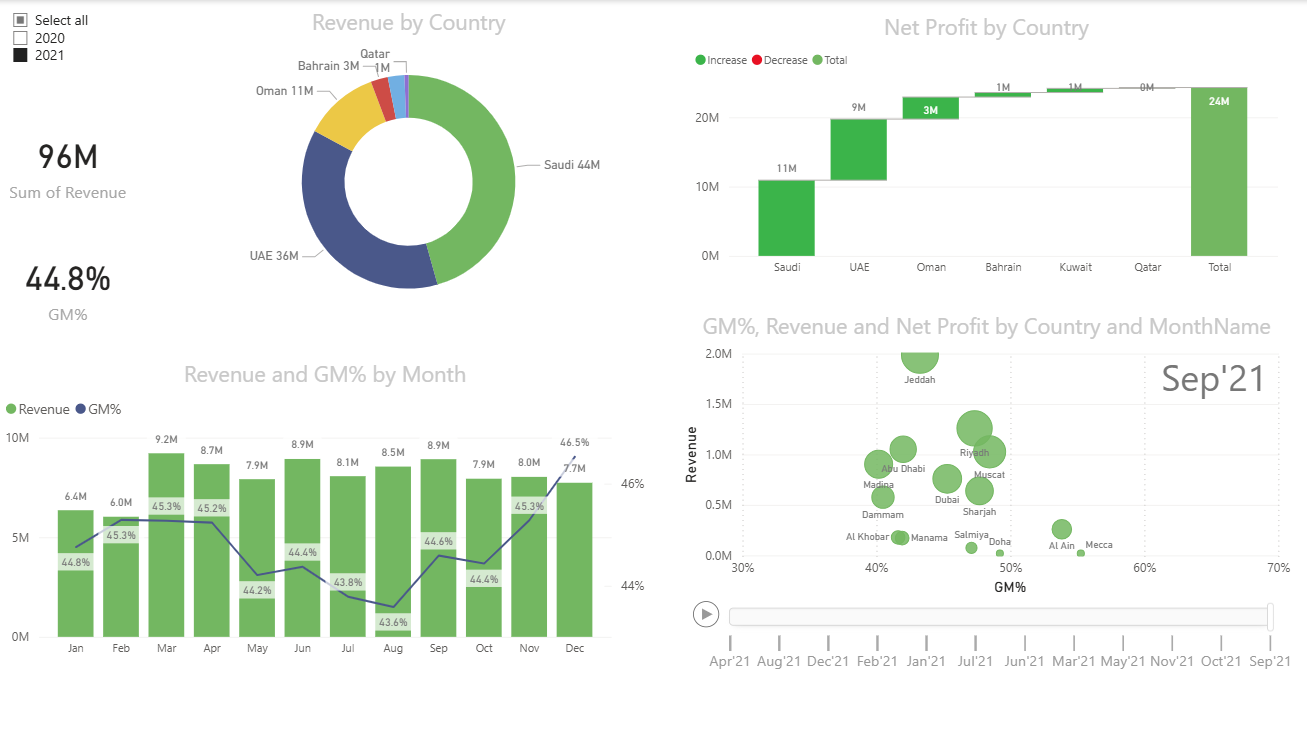 Select all
2020
2021
96M
Sum of Revenue
44.8%
GM%
Revenue by Country
Qatar
1M
Bahrain 3M
Oman 11M
Saudi 44M
UAE 36M
Net Profit by Country
Increase Decrease Total
20M
10M
0M
11M
9M
3M
1M
1M
0M
24M
Saudi UAE Oman Bahrain Kuwait Qatar Total
Revenue and GM% by Month
Revenue GM%
10M
5M
0M
6.4M 6.0M 9.2M 8.7M 7.9M 8.9M 8.1M 8.5M 8.9M 7.9M 8.0M 7.7M
44.8% 45.3% 45.3% 45.2% 44.2% 44.4% 43.8% 43.6% 44.6% 44.4% 45.3% 46.5%
46%
44%
Jan Feb Mar Apr May Jun Jul Aug Sep Oct Nov Dec
GM%, Revenue and Net Profit by Country and MonthName
Sep'21
Revenue
2.0M
1.5M
1.0M
0.5M
0.0M
Jeddah
Riyadh
Abu Dhabi
Muscat
Madina
Dubai
Sharjah
Dammam
Al Khobar
Manama
Salmiya
Doha
Al Ain
Mecca
30% 40% 50% 60% 70%
GM%
Apr'21 Aug'21 Dec'21 Feb'21 Jan'21 Jul'21 Jun'21 Mar'21 May'21 Nov'21 Oct'21 Sep'21